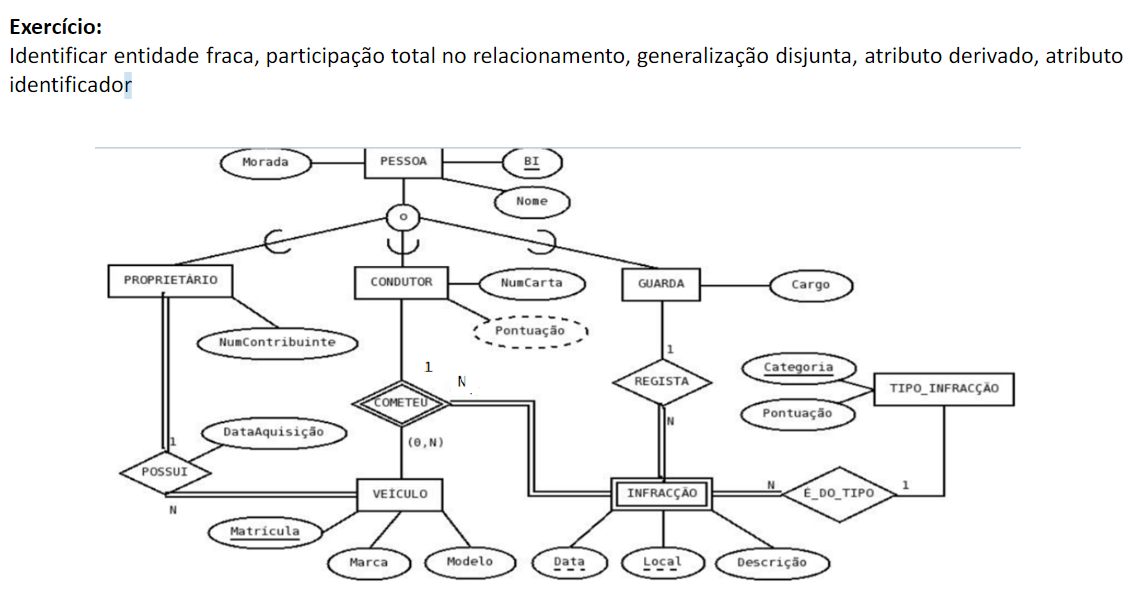 Exercício:
Identificar entidade fraca, participação total no relacionamento, generalização disjunta, atributo derivado, atributo
identificador
Morada
PESSOA
BI
Nome
o
PROPRIETÁRIO
CONDUTOR
NumCarta
GUARDA
Cargo
Pontuação
NumContribuinte
1
N
1
Categoria
REGISTA
TIPO_INFRACÇÃO
COMETEU
Pontuação
N
DataAquisição
(0,N)
1
POSSUI
N
1
VEÍCULO
INFRACÇÃO
É_DO_TIPO
N
Matrícula
Marca
Modelo
Data
Local
Descrição